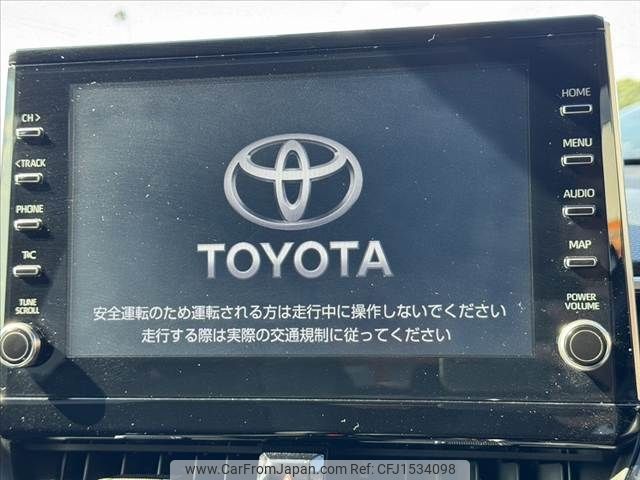 CH >
< TRACK
PHONE
T/C
TUNE
SCROLL
HOME
MENU
AUDIO
MAP
POWER
VOLUME
TOYOTA
安全運転のため運転される方は走行中に操作しないでください
走行する際は実際の交通規制に従ってください
www.CarFromJapan.com - CFJ1534098